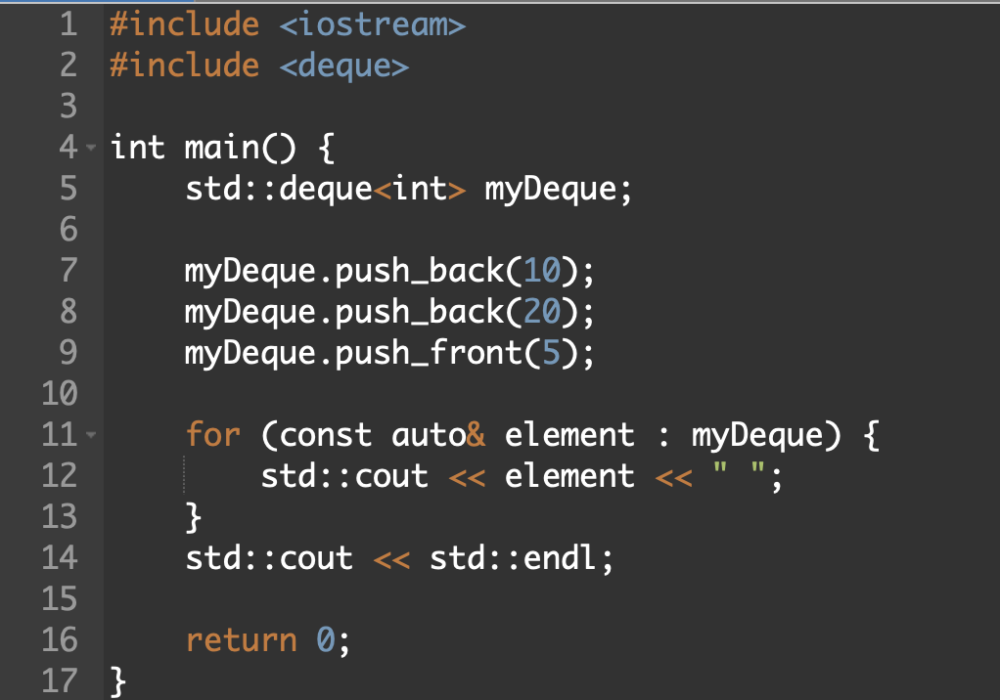 1 #include <iostream>
2 #include <deque>
3
4 int main() {
5     std::deque<int> myDeque;
6
7     myDeque.push_back(10);
8     myDeque.push_back(20);
9     myDeque.push_front(5);
10
11     for (const auto& element : myDeque) {
12         std::cout << element << " ";
13     }
14     std::cout << std::endl;
15
16     return 0;
17 }